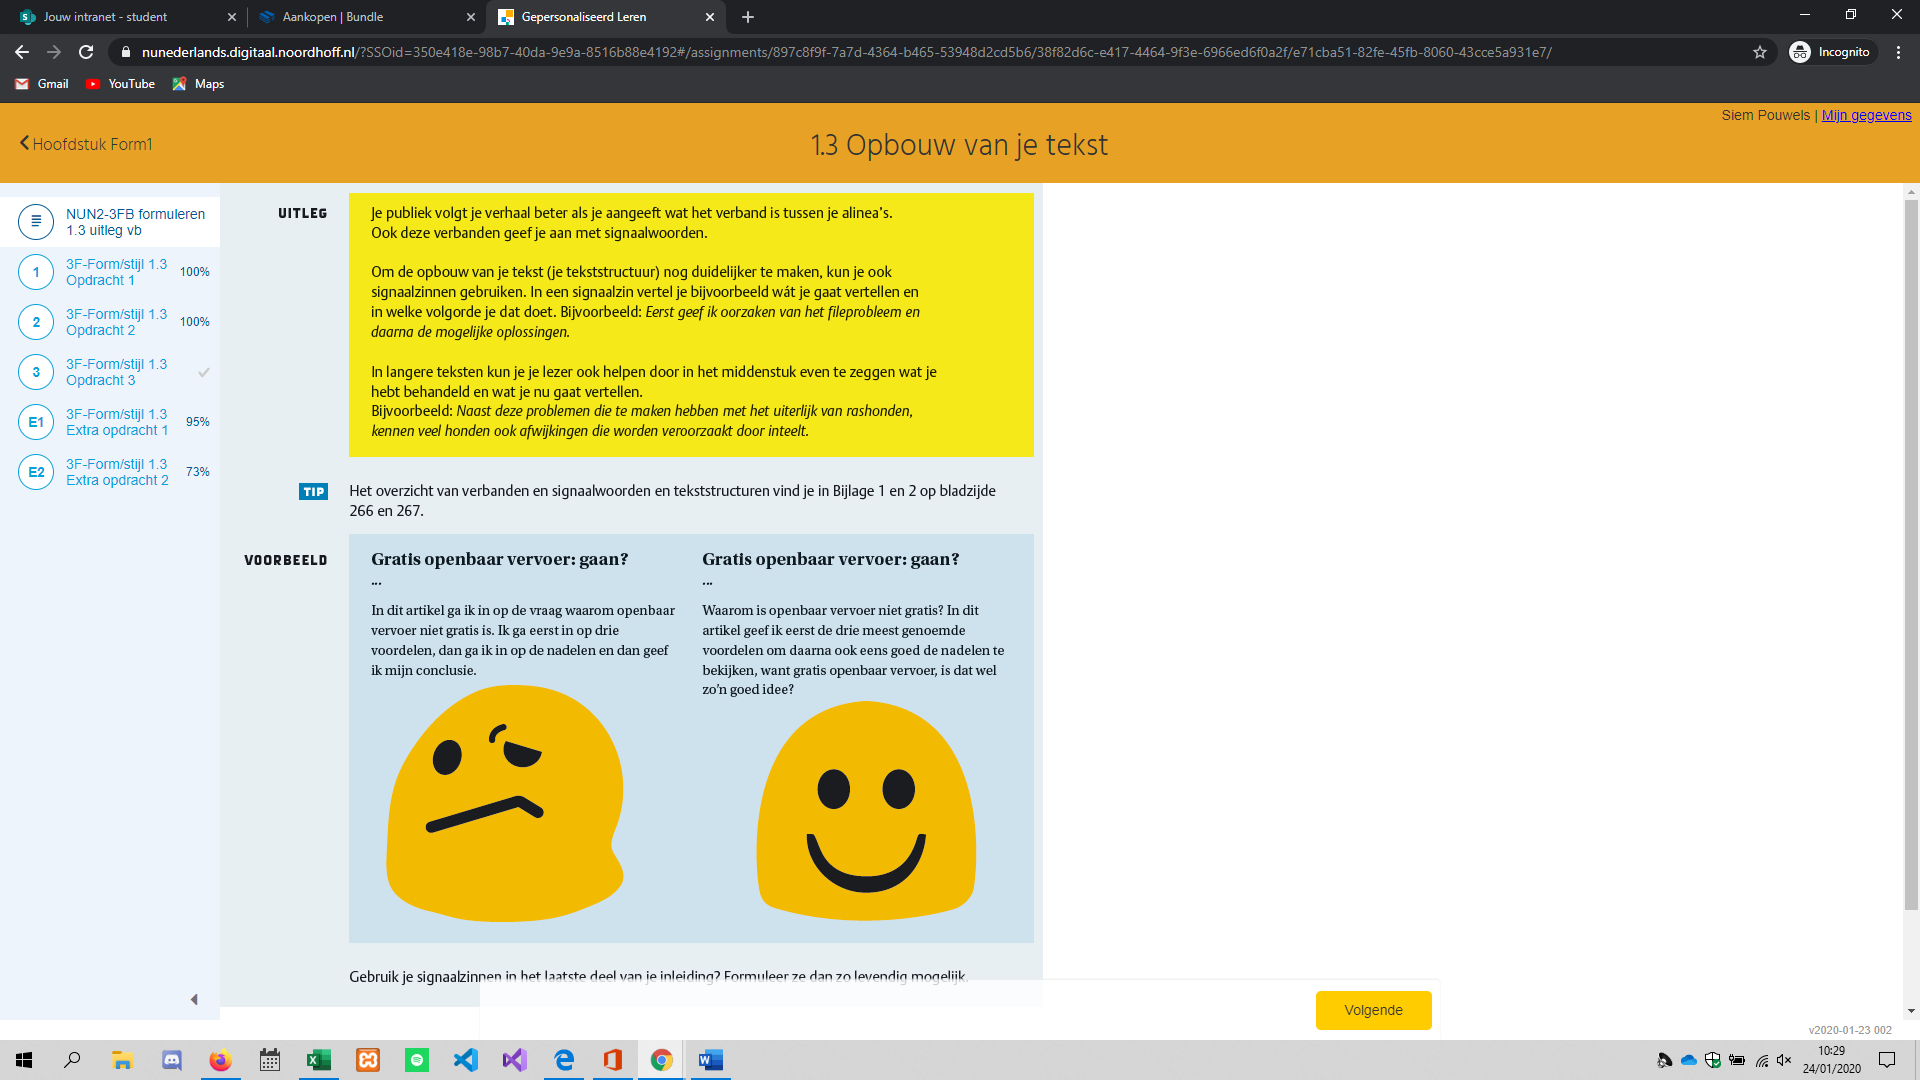 Jouw intranet - student
Aankopen | Bundle
Gepersonaliseerd Leren
nunederlands.digitaal.noordhoff.nl/?SSOid=350e418e-98b7-40da-9e9a-8516b88e4192#/assignments/897c8f9f-7a7d-4364-b465-53948d2cd5b6/38f82d6c-e417-4464-9f3e-6966ed6f0a2f/e71cba51-82fe-45fb-8060-43cce5a931e7/
Incognito
Gmail
YouTube
Maps
Siem Pouwels | Mijn gegevens
Hoofdstuk Form1
1.3 Opbouw van je tekst
NUN2-3FB formuleren
1.3 uitleg vb
1
3F-Form/stijl 1.3
Opdracht 1
100%
2
3F-Form/stijl 1.3
Opdracht 2
100%
3
3F-Form/stijl 1.3
Opdracht 3
E1
3F-Form/stijl 1.3
Extra opdracht 1
95%
E2
3F-Form/stijl 1.3
Extra opdracht 2
73%
UITLEG
Je publiek volgt je verhaal beter als je aangeeft wat het verband is tussen je alinea's.
Ook deze verbanden geef je aan met signaalwoorden.
Om de opbouw van je tekst (je tekststructuur) nog duidelijker te maken, kun je ook
signaalzinnen gebruiken. In een signaalzin vertel je bijvoorbeeld wát je gaat vertellen en
in welke volgorde je dat doet. Bijvoorbeeld: Eerst geef ik oorzaken van het fileprobleem en
daarna de mogelijke oplossingen.
In langere teksten kun je je lezer ook helpen door in het middenstuk even te zeggen wat je
hebt behandeld en wat je nu gaat vertellen.
Bijvoorbeeld: Naast deze problemen die te maken hebben met het uiterlijk van rashonden,
kennen veel honden ook afwijkingen die worden veroorzaakt door inteelt.
TIP
Het overzicht van verbanden en signaalwoorden en tekststructuren vind je in Bijlage 1 en 2 op bladzijde
266 en 267.
VOORBEELD
Gratis openbaar vervoer: gaan?
...
In dit artikel ga ik in op de vraag waarom openbaar
vervoer niet gratis is. Ik ga eerst in op drie
voordelen, dan ga ik in op de nadelen en dan geef
ik mijn conclusie.
Gratis openbaar vervoer: gaan?
...
Waarom is openbaar vervoer niet gratis? In dit
artikel geef ik eerst de drie meest genoemde
voordelen om daarna ook eens goed de nadelen te
bekijken, want gratis openbaar vervoer, is dat wel
zo'n goed idee?
Gebruik je signaalzinnen in het laatste deel van je inleiding? Formuleer ze dan zo levendig mogelijk.
Volgende
v2020-01-23 002
10:29
24/01/2020